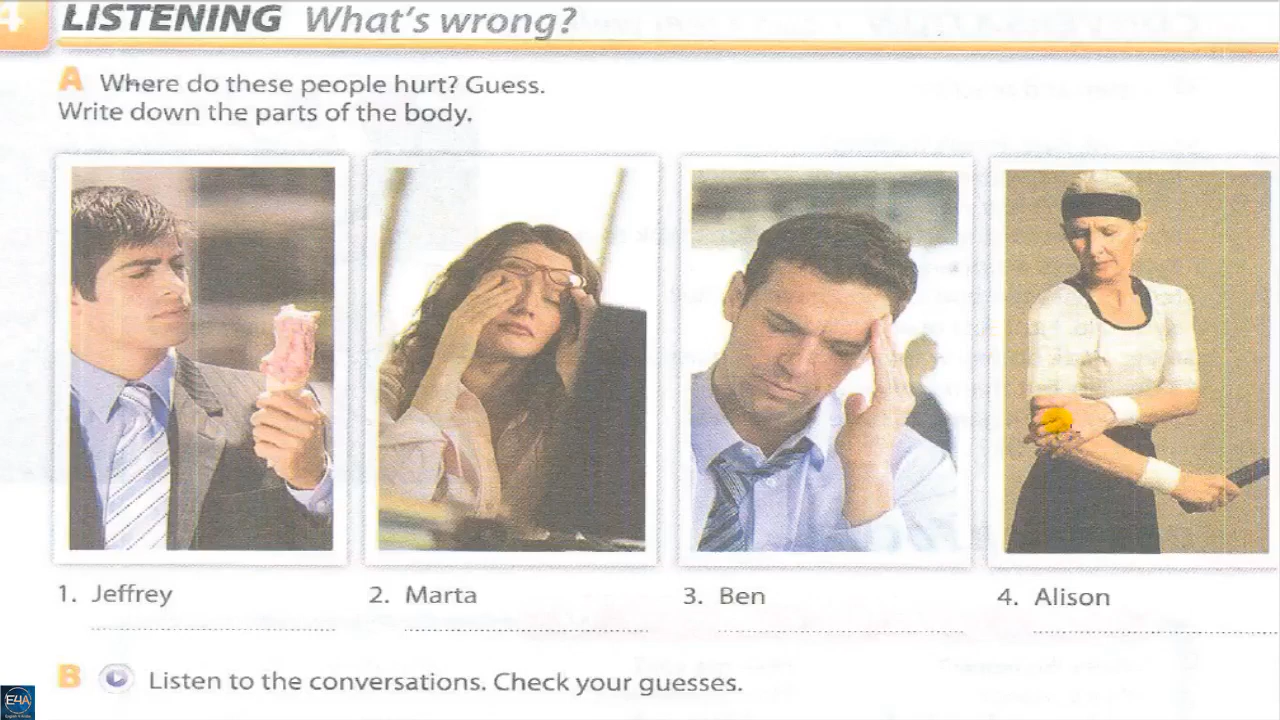 4 LISTENING What's wrong?
A Where do these people hurt? Guess.
Write down the parts of the body.
1. Jeffrey
2. Marta
3. Ben
4. Alison
B Listen to the conversations. Check your guesses.
E4A